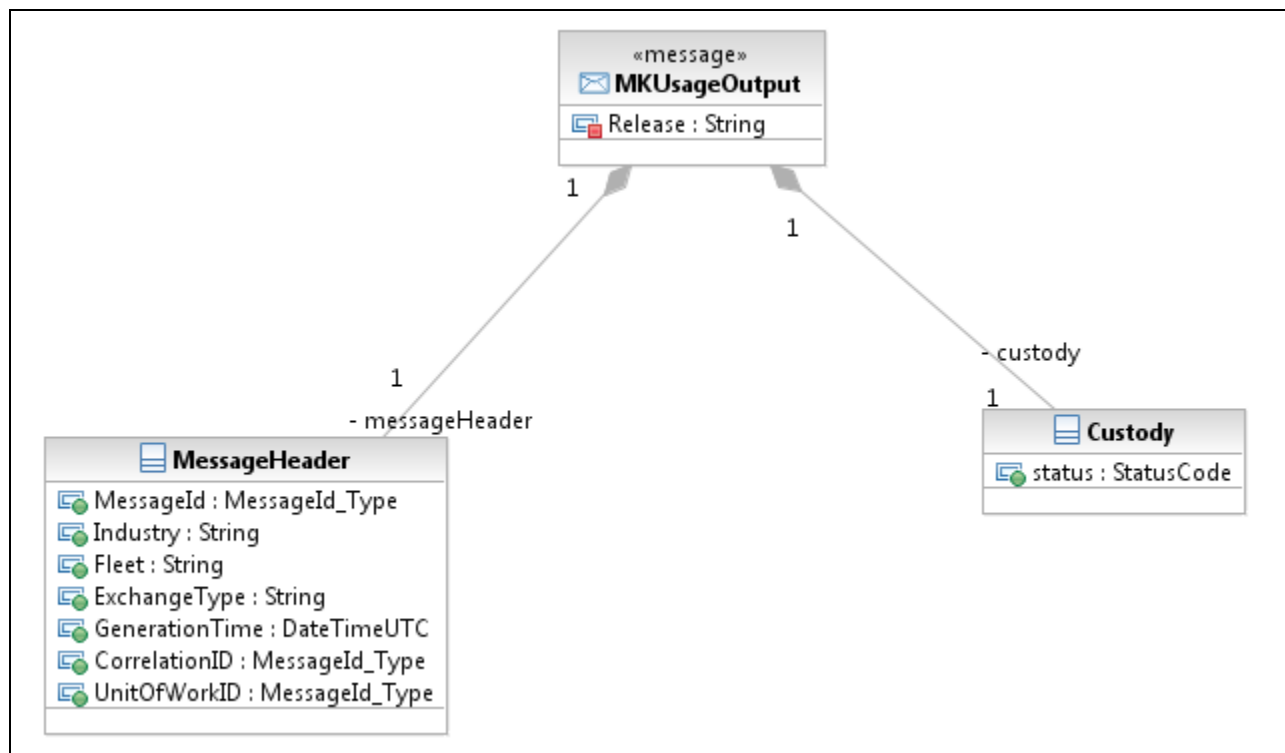 «message»
MKUsageOutput
Release : String
1
1
- custody
1
1
- messageHeader
Custody
status : StatusCode
MessageHeader
MessageId : MessageId_Type
Industry : String
Fleet : String
ExchangeType : String
GenerationTime : DateTimeUTC
CorrelationID : MessageId_Type
UnitOfWorkID : MessageId_Type